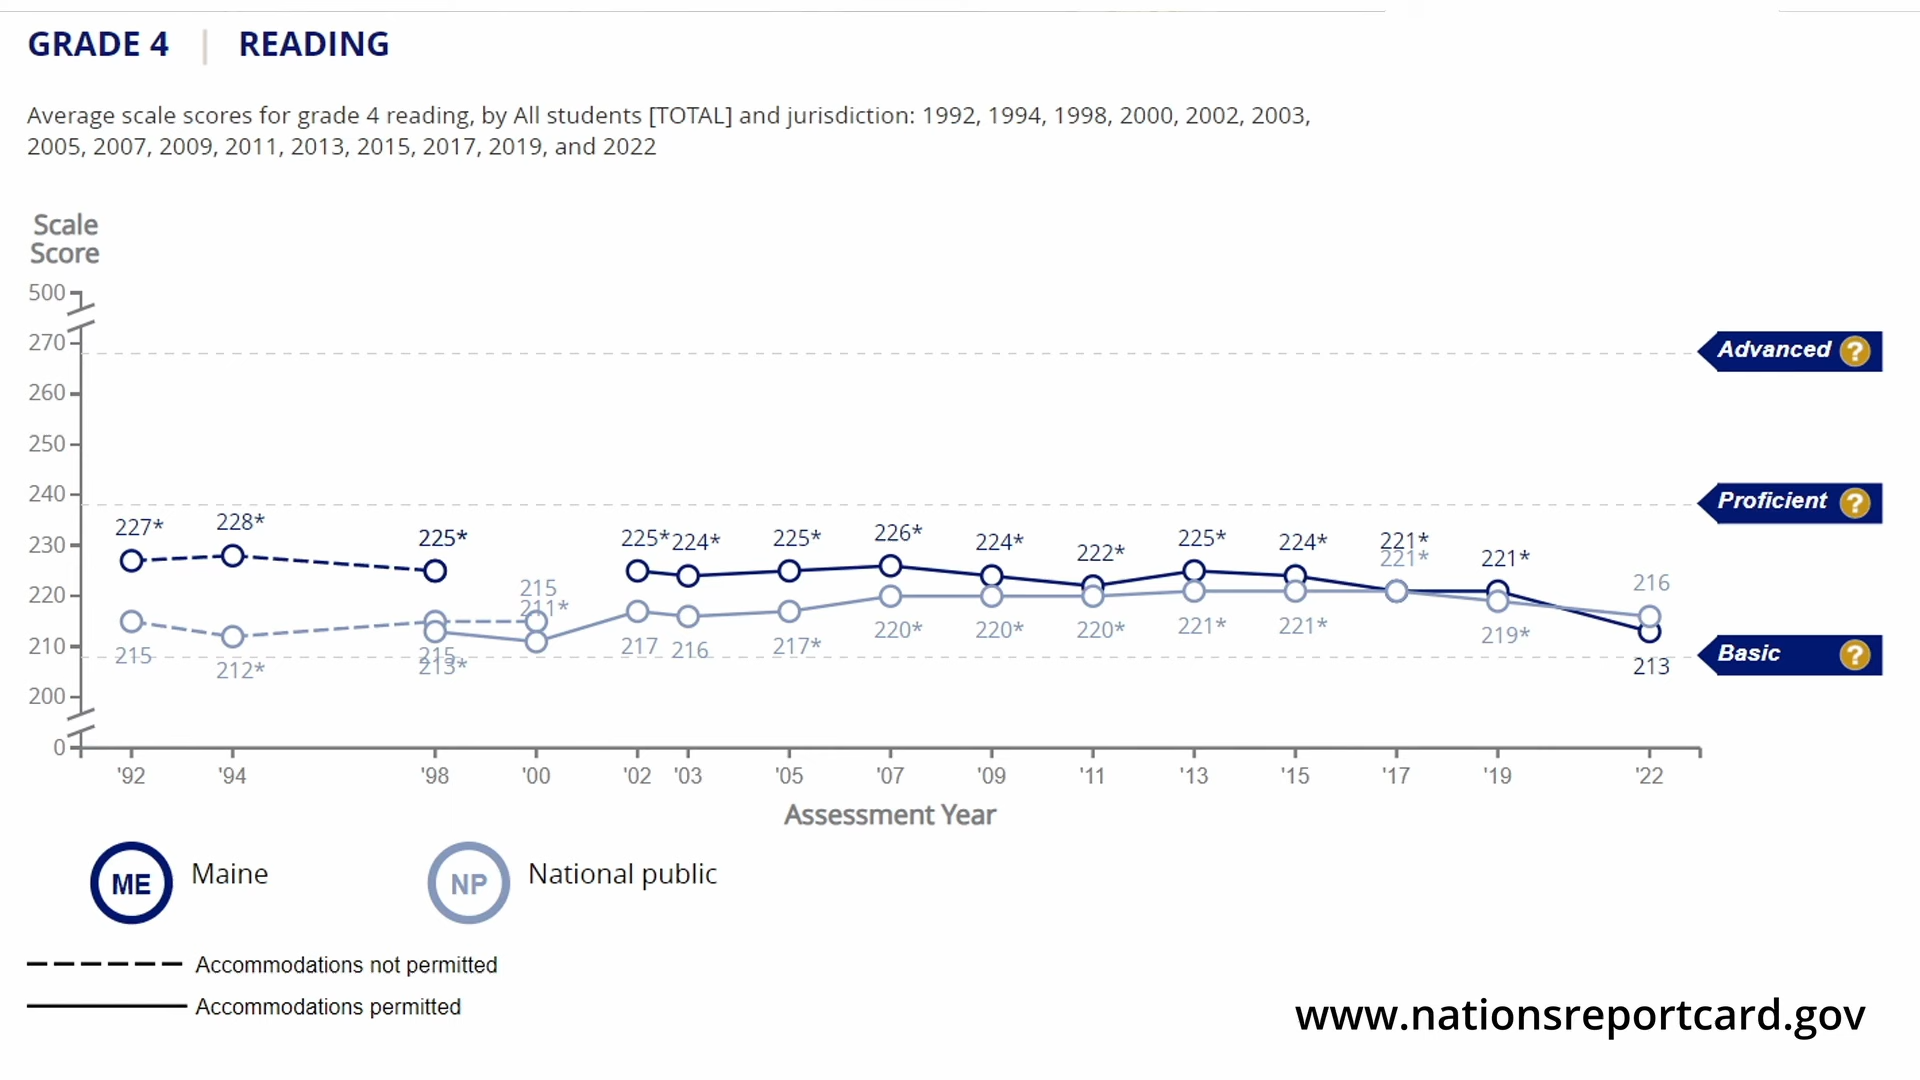 GRADE 4 | READING
Average scale scores for grade 4 reading, by All students [TOTAL] and jurisdiction: 1992, 1994, 1998, 2000, 2002, 2003,
2005, 2007, 2009, 2011, 2013, 2015, 2017, 2019, and 2022
Scale
Score
500
270
Advanced ?
260
250
240
Proficient ?
227* 228* 225* 225* 224* 225* 226* 224* 222* 225* 224* 221* 221*
221*
230
220
215
211*
216
210
215 212* 215 213* 217 216 217* 220* 220* 220* 221* 221* 219* 213
Basic ?
200
0
'92 '94 '98 '00 '02 '03 '05 '07 '09 '11 '13 '15 '17 '19 '22
Assessment Year
ME Maine NP National public
Accommodations not permitted
Accommodations permitted
www.nationsreportcard.gov